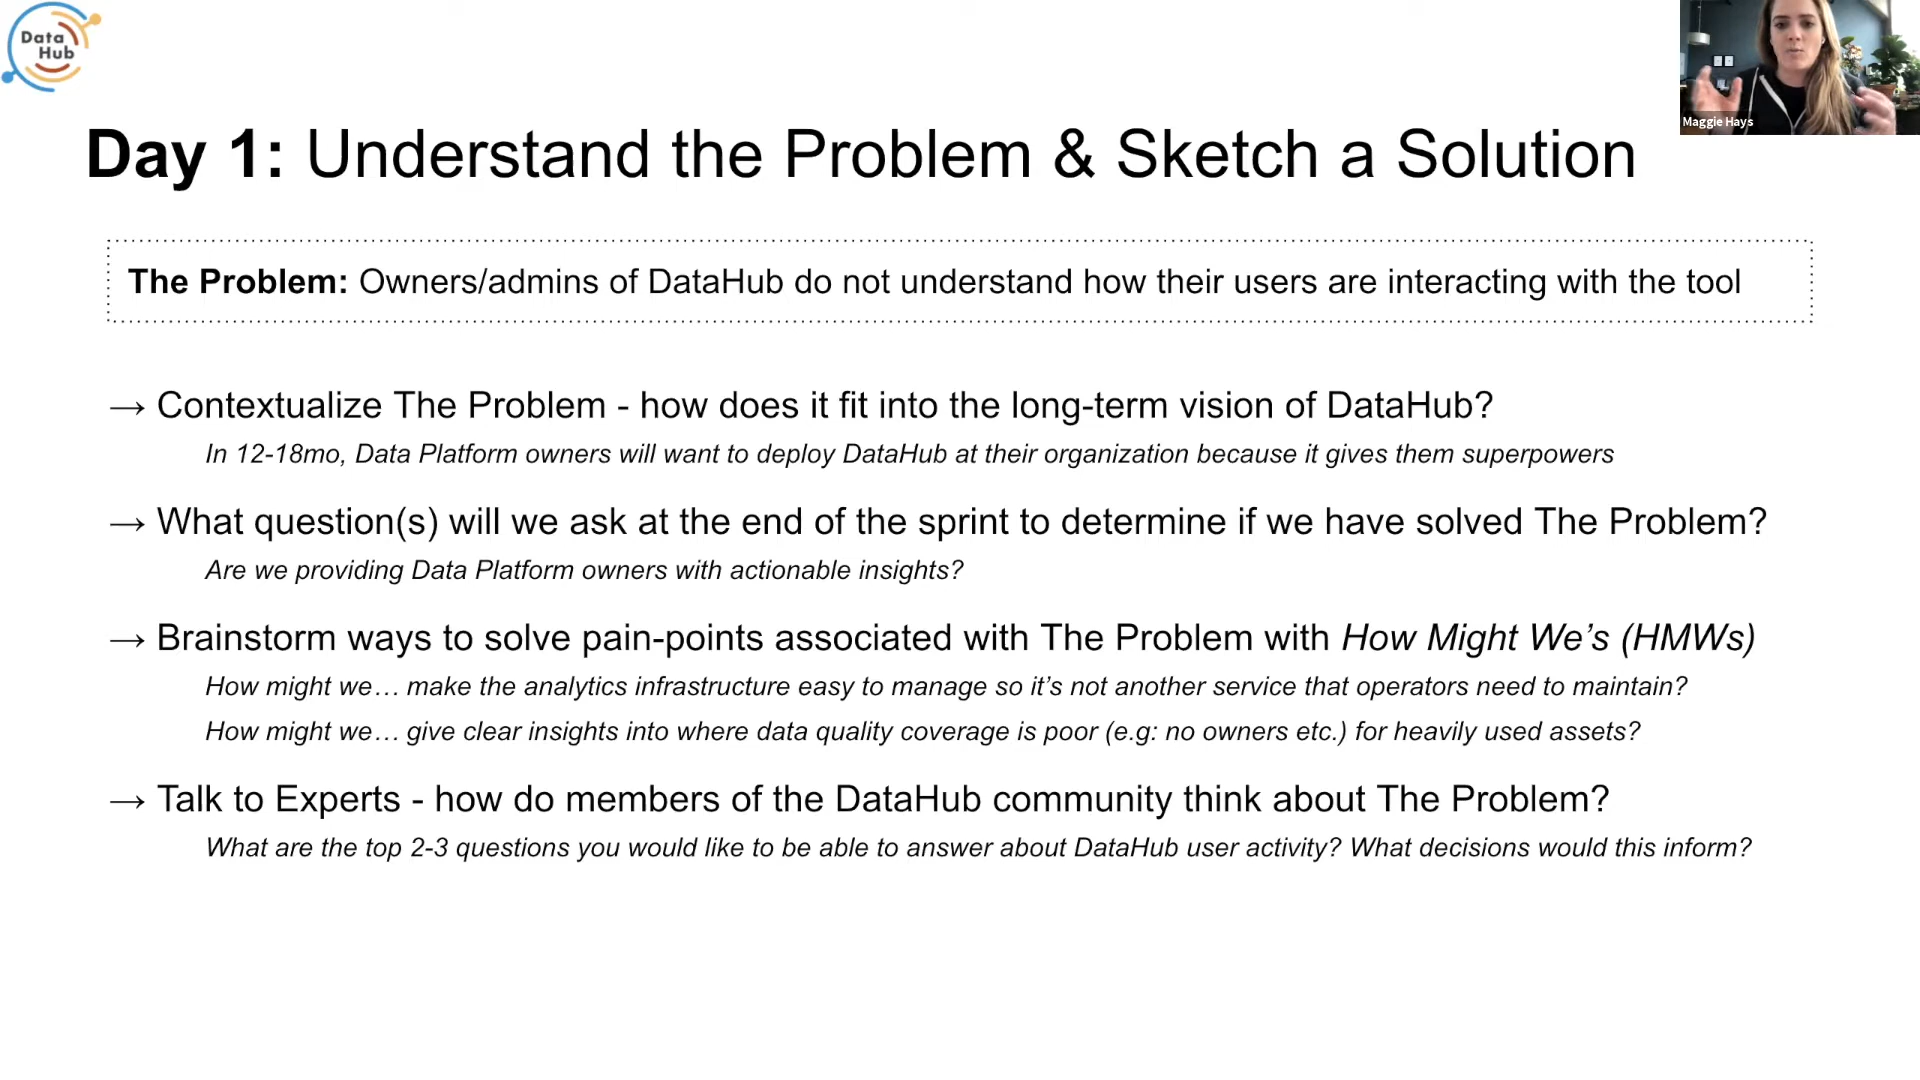 Data
Hub
Maggie Hays
Day 1: Understand the Problem & Sketch a Solution
The Problem: Owners/admins of DataHub do not understand how their users are interacting with the tool
→ Contextualize The Problem - how does it fit into the long-term vision of DataHub?
In 12-18mo, Data Platform owners will want to deploy DataHub at their organization because it gives them superpowers
→ What question(s) will we ask at the end of the sprint to determine if we have solved The Problem?
Are we providing Data Platform owners with actionable insights?
→ Brainstorm ways to solve pain-points associated with The Problem with How Might We’s (HMWs)
How might we… make the analytics infrastructure easy to manage so it’s not another service that operators need to maintain?
How might we… give clear insights into where data quality coverage is poor (e.g: no owners etc.) for heavily used assets?
→ Talk to Experts - how do members of the DataHub community think about The Problem?
What are the top 2-3 questions you would like to be able to answer about DataHub user activity? What decisions would this inform?